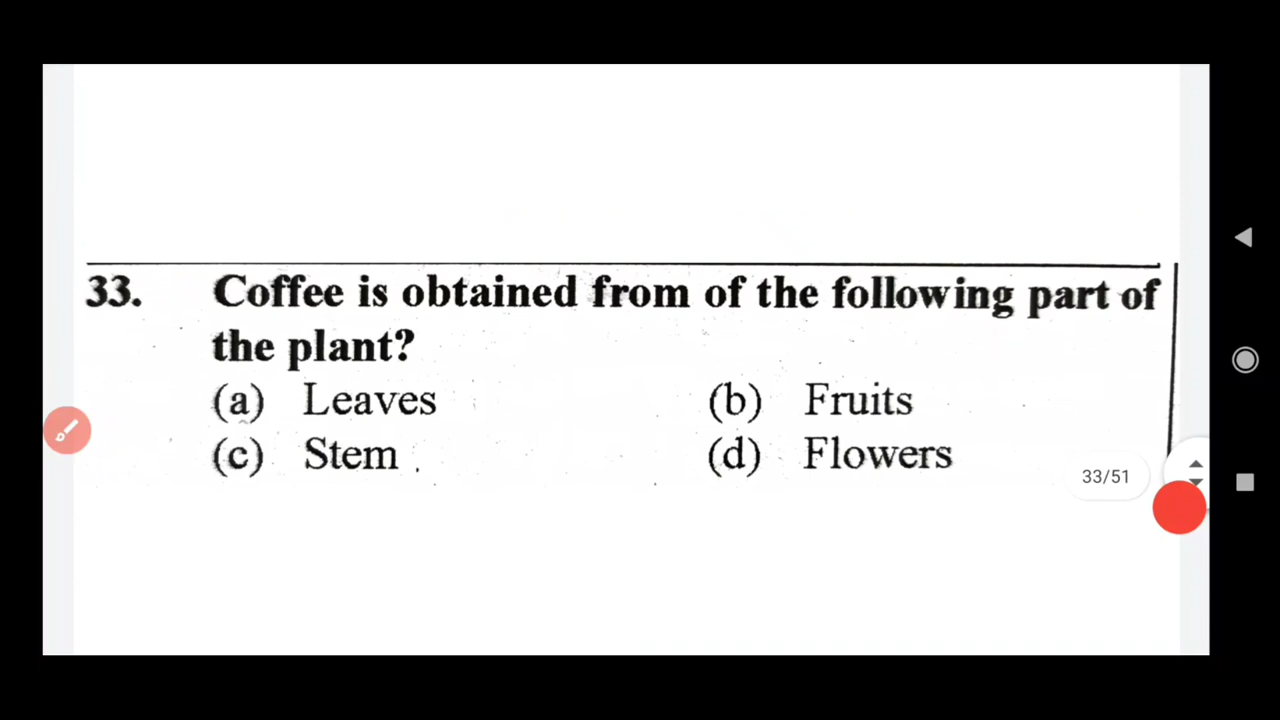 33. Coffee is obtained from of the following part of
the plant?
(a) Leaves (b) Fruits
(c) Stem (d) Flowers
33/51